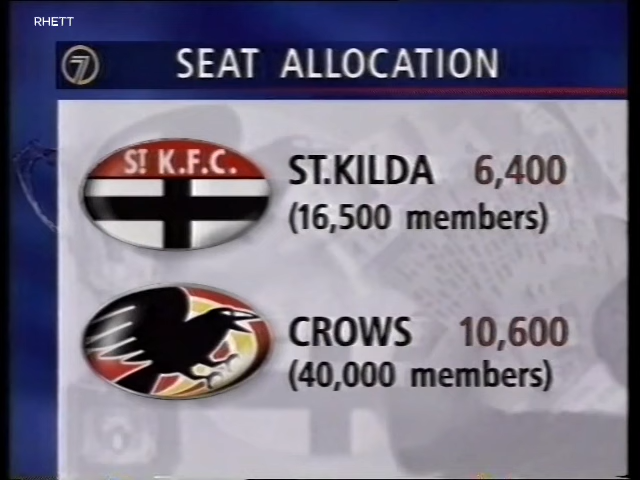 RHETT
7 SEAT ALLOCATION
ST K.F.C.
ST.KILDA 6,400
(16,500 members)
CROWS 10,600
(40,000 members)